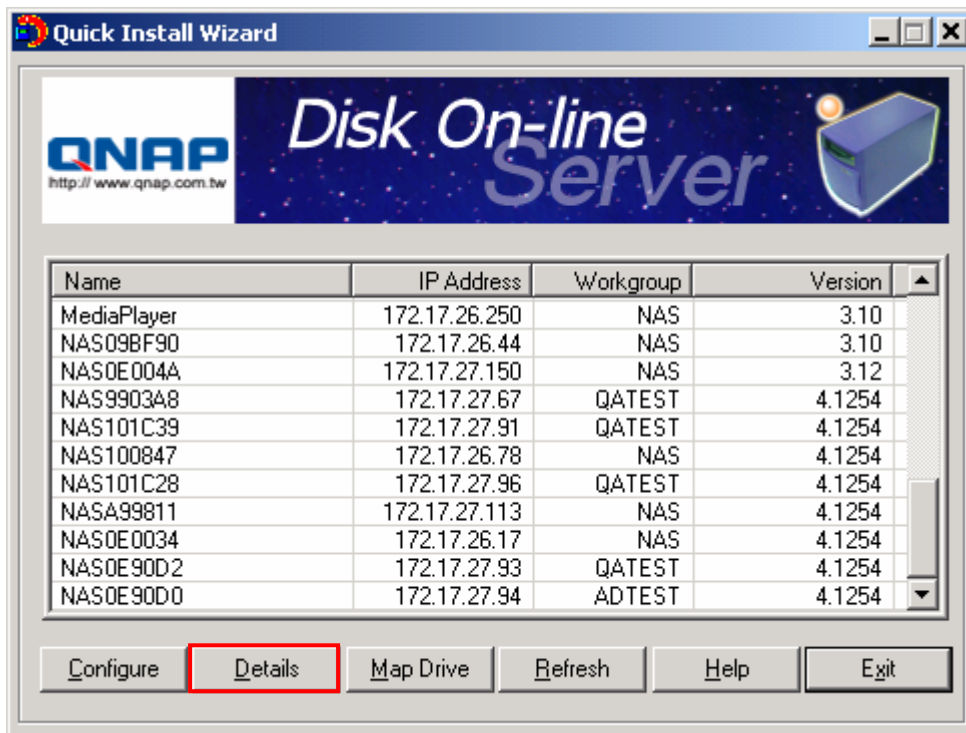 Quick Install Wizard
QNAP
http://www.qnap.com.tw
Disk On-line
Server
Name IP Address Workgroup Version
MediaPlayer 172.17.26.250 NAS 3.10
NAS09BF90 172.17.26.44 NAS 3.10
NAS0E004A 172.17.27.150 NAS 3.12
NAS9903A8 172.17.27.67 QATEST 4.1254
NAS101C39 172.17.27.91 QATEST 4.1254
NAS100847 172.17.26.78 NAS 4.1254
NAS101C28 172.17.27.96 QATEST 4.1254
NASA99811 172.17.27.113 NAS 4.1254
NAS0E0034 172.17.26.17 NAS 4.1254
NAS0E90D2 172.17.27.93 QATEST 4.1254
NAS0E90D0 172.17.27.94 ADTEST 4.1254
Configure Details Map Drive Refresh Help Exit